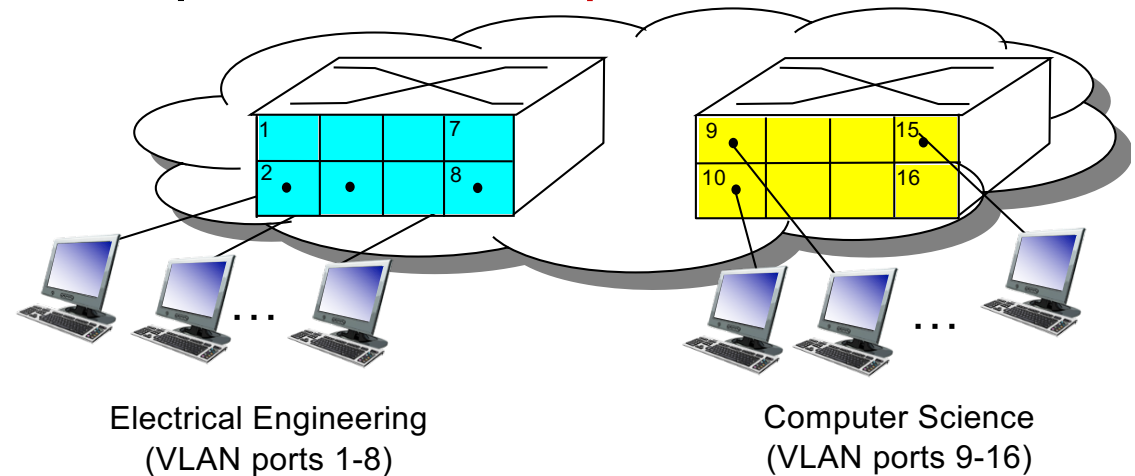 1
7
2
8
9
15
10
16
...
...
Electrical Engineering
(VLAN ports 1-8)
Computer Science
(VLAN ports 9-16)